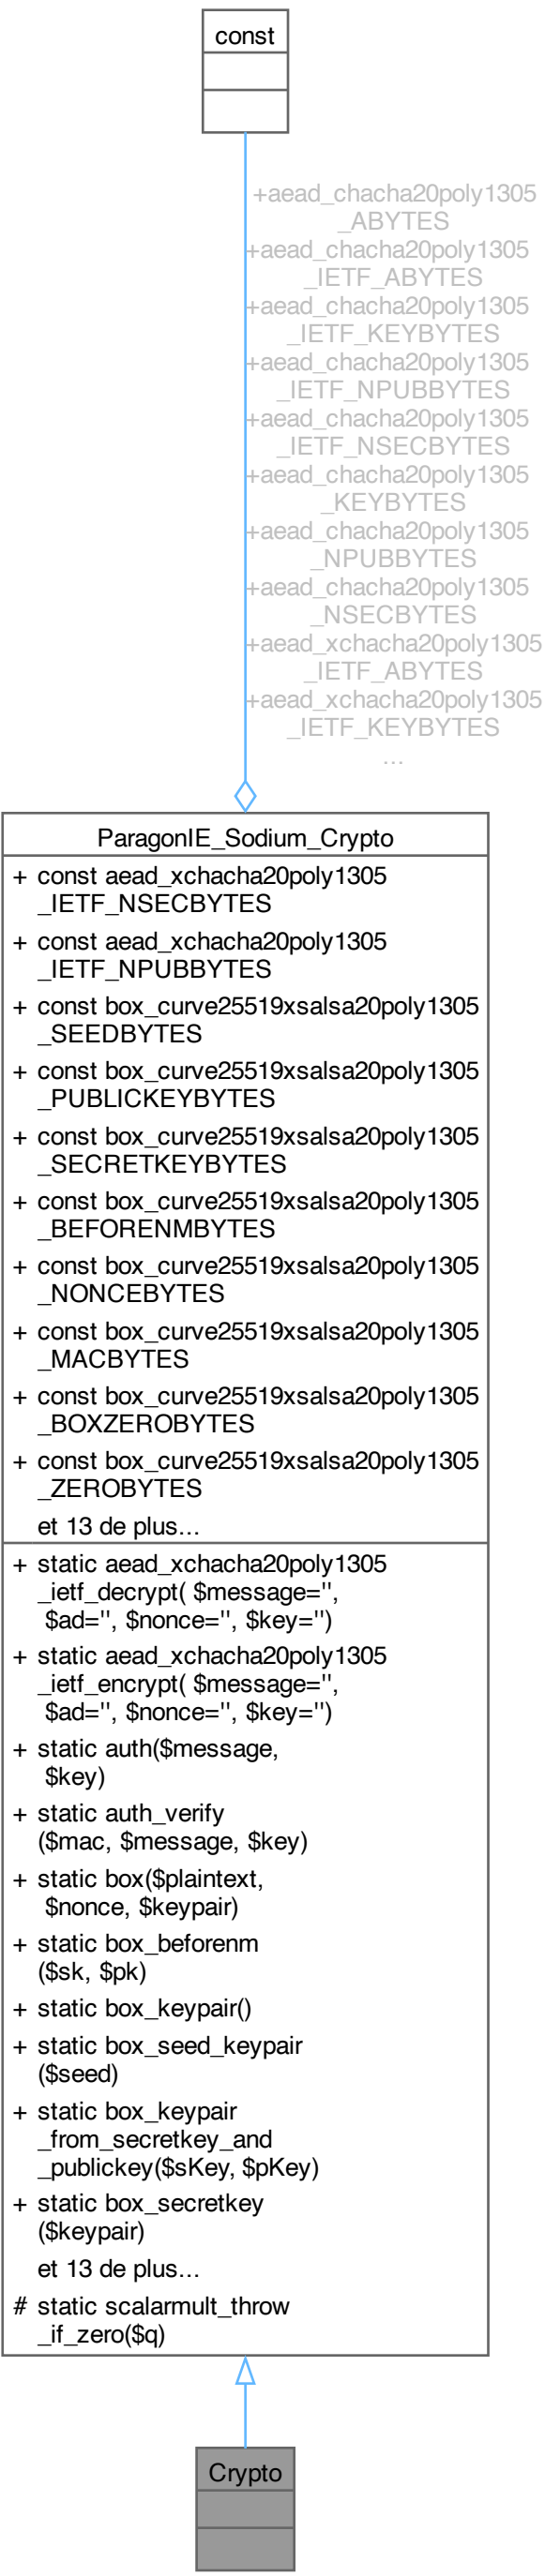 const
+aead_chacha20poly1305
_ABYTES
+aead_chacha20poly1305
_IETF_ABYTES
+aead_chacha20poly1305
_IETF_KEYBYTES
+aead_chacha20poly1305
_IETF_NPUBBYTES
+aead_chacha20poly1305
_IETF_NSECBYTES
+aead_chacha20poly1305
_KEYBYTES
+aead_chacha20poly1305
_NPUBBYTES
+aead_chacha20poly1305
_NSECBYTES
+aead_xchacha20poly1305
_IETF_ABYTES
+aead_xchacha20poly1305
_IETF_KEYBYTES
...
ParagonIE_Sodium_Crypto
+ const aead_xchacha20poly1305
_IETF_NSECBYTES
+ const aead_xchacha20poly1305
_IETF_NPUBBYTES
+ const box_curve25519xsalsa20poly1305
_SEEDBYTES
+ const box_curve25519xsalsa20poly1305
_PUBLICKEYBYTES
+ const box_curve25519xsalsa20poly1305
_SECRETKEYBYTES
+ const box_curve25519xsalsa20poly1305
_BEFORENMBYTES
+ const box_curve25519xsalsa20poly1305
_NONCEBYTES
+ const box_curve25519xsalsa20poly1305
_MACBYTES
+ const box_curve25519xsalsa20poly1305
_BOXZEROBYTES
+ const box_curve25519xsalsa20poly1305
_ZEROBYTES
et 13 de plus...
+ static aead_xchacha20poly1305
_ietf_decrypt( $message='',
$ad='', $nonce='', $key='')
+ static aead_xchacha20poly1305
_ietf_encrypt( $message='',
$ad='', $nonce='', $key='')
+ static auth($message,
$key)
+ static auth_verify
($mac, $message, $key)
+ static box($plaintext,
$nonce, $keypair)
+ static box_beforenm
($sk, $pk)
+ static box_keypair()
+ static box_seed_keypair
($seed)
+ static box_keypair
_from_secretkey_and
_publickey($sKey, $pKey)
+ static box_secretkey
($keypair)
et 13 de plus...
# static scalarmult_throw
_if_zero($q)
Crypto